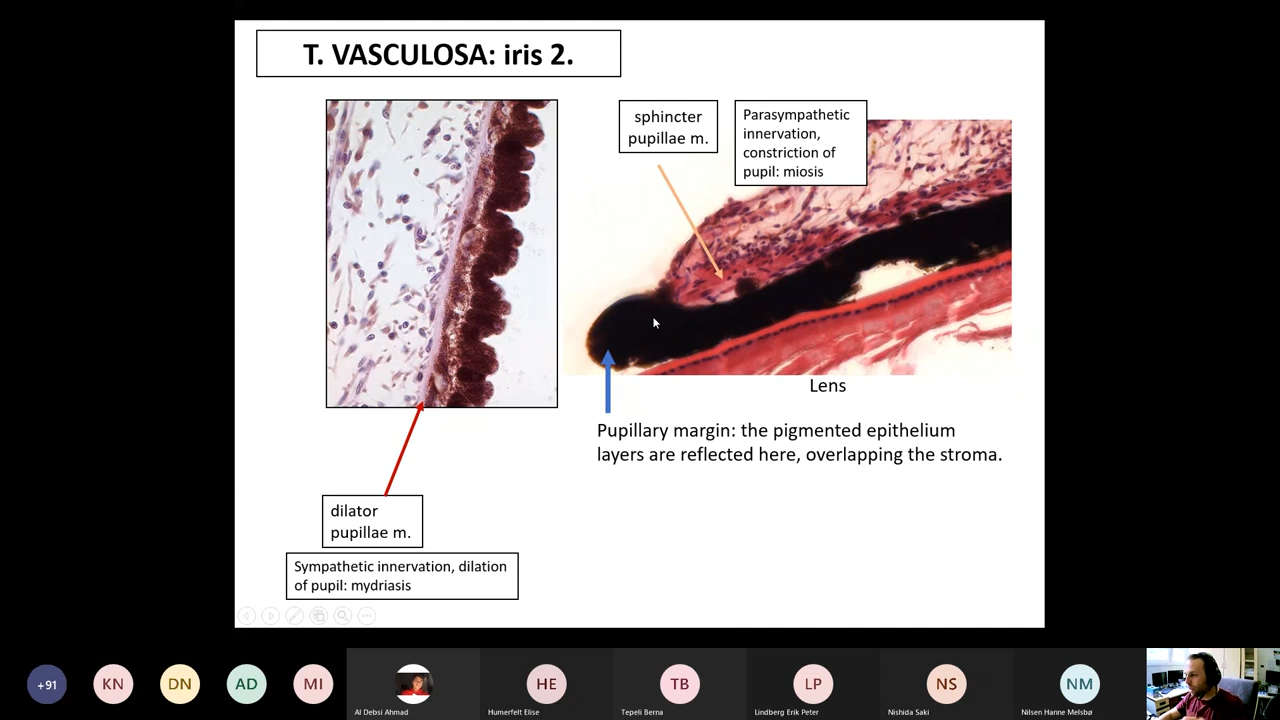 T. VASCULOSA: iris 2.
sphincter
pupillae m.
Parasympathetic
innervation,
constriction of
pupil: miosis
Lens
Pupillary margin: the pigmented epithelium
layers are reflected here, overlapping the stroma.
dilator
pupillae m.
Sympathetic innervation, dilation
of pupil: mydriasis
+91
KN
DN
AD
MI
HE
TB
LP
NS
NM
Al Debsi Ahmad
Humerfelt Elise
Tepeli Berna
Lindberg Erik Peter
Nishida Saki
Nilsen Hanne Melsbø